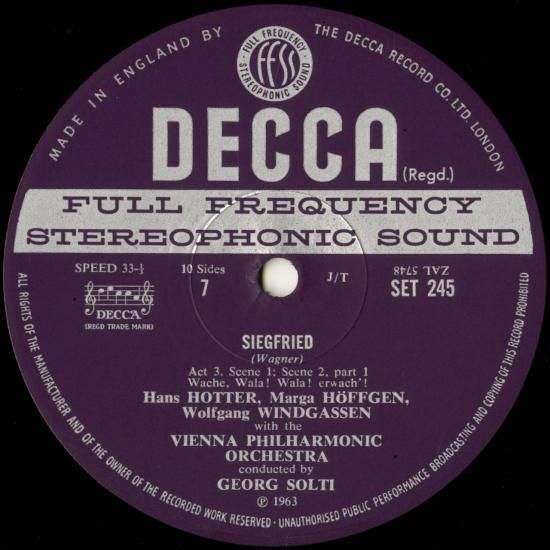 MADE IN ENGLAND BY
THE DECCA RECORD CO. LTD. LONDON
FULL FREQUENCY
FFSS
STEREOPHONIC SOUND
DECCA (Regd.)
FULL FREQUENCY
STEREOPHONIC SOUND
SPEED 33-⅓
10 Sides
7
J/T
ZAL 5748
SET 245
DECCA
(REGD TRADE MARK)
SIEGFRIED
(Wagner)
Act 3, Scene 1; Scene 2, part 1
Wache, Wala! Wala! erwach'!
Hans HOTTER, Marga HÖFFGEN,
Wolfgang WINDGASSEN
with the
VIENNA PHILHARMONIC
ORCHESTRA
conducted by
GEORG SOLTI
℗ 1963
ALL RIGHTS OF THE MANUFACTURER AND OF THE OWNER OF THE RECORDED WORK RESERVED · UNAUTHORISED PUBLIC PERFORMANCE BROADCASTING AND COPYING OF THIS RECORD PROHIBITED